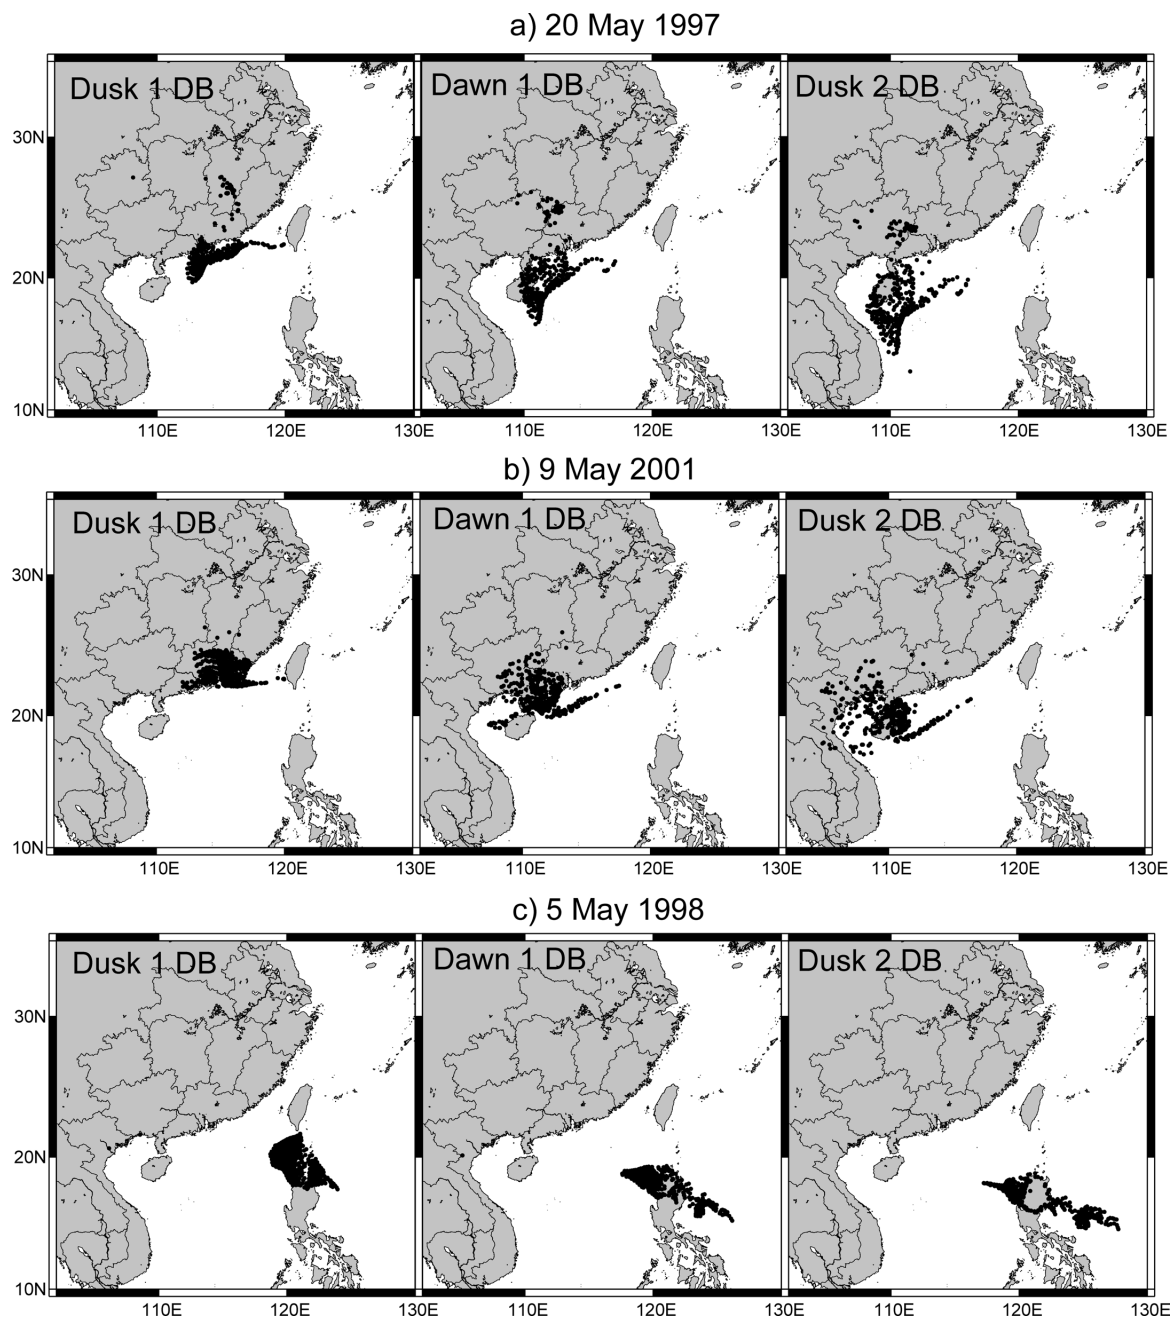 a) 20 May 1997
Dusk 1 DB Dawn 1 DB Dusk 2 DB
30N
20N
10N
110E 120E 130E 110E 120E 130E 110E 120E 130E
b) 9 May 2001
Dusk 1 DB Dawn 1 DB Dusk 2 DB
30N
20N
10N
110E 120E 130E 110E 120E 130E 110E 120E 130E
c) 5 May 1998
Dusk 1 DB Dawn 1 DB Dusk 2 DB
30N
20N
10N
110E 120E 130E 110E 120E 130E 110E 120E 130E